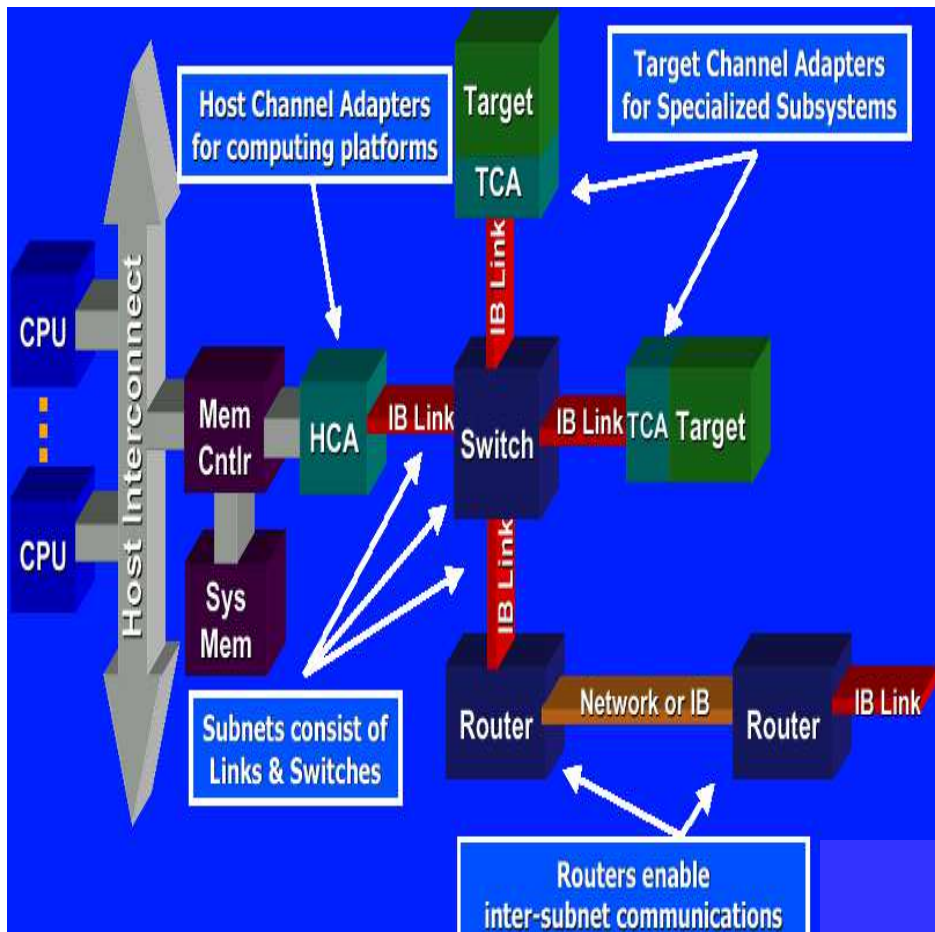 Host Channel Adapters
for computing platforms
Target
TCA
Target Channel Adapters
for Specialized Subsystems
IB Link
CPU
CPU
Host Interconnect
Mem
Cntlr
Sys
Mem
HCA
IB Link
Switch
IB Link
TCA
Target
IB Link
Subnets consist of
Links & Switches
Router
Network or IB
Router
IB Link
Routers enable
inter-subnet communications